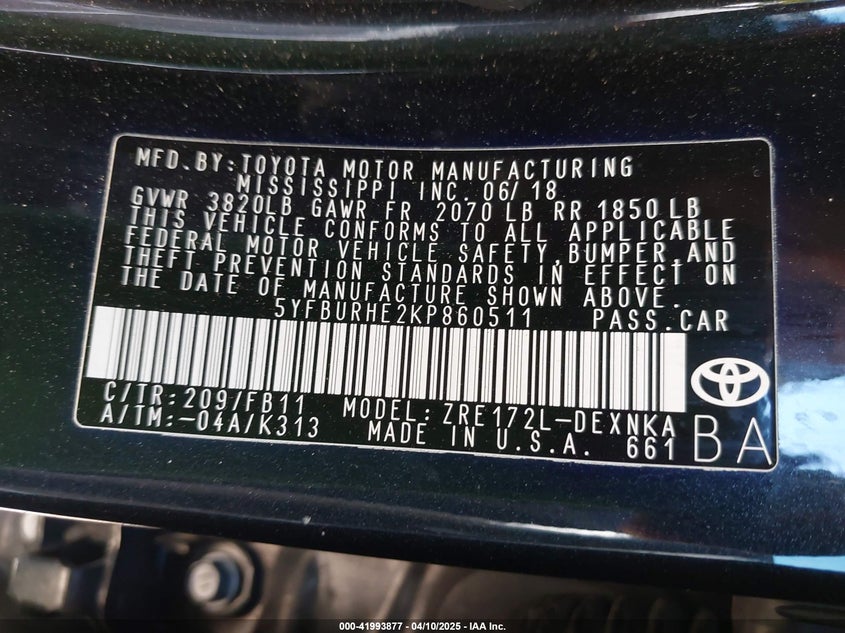 MFD. BY: TOYOTA MOTOR MANUFACTURING
MISSISSIPPI INC. 06/18
GVWR 3820LB GAWR FR 2070 LB RR 1850 LB
THIS VEHICLE CONFORMS TO ALL APPLICABLE
FEDERAL MOTOR VEHICLE SAFETY, BUMPER, AND
THEFT PREVENTION STANDARDS IN EFFECT ON
THE DATE OF MANUFACTURE SHOWN ABOVE.
5YFBURHE2KP860511 PASS. CAR
C/TR: 209/FB11 MODEL: ZRE172L-DEXNKA
A/TM: -04A/K313 MADE IN U.S.A. 661 BA
000-41993877 - 04/10/2025 - IAA Inc.